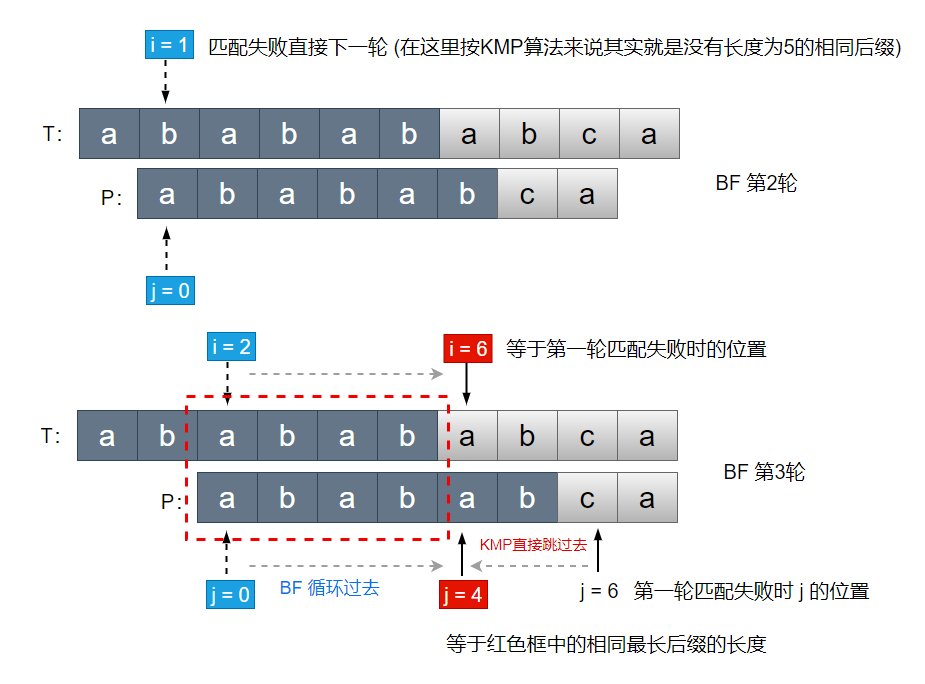 i = 1 匹配失败直接下一轮 (在这里按KMP算法来说其实就是没有长度为5的相同后缀)
T: a b a b a b a b c a
BF 第2轮
P: a b a b a b c a
j = 0
i = 2 i = 6 等于第一轮匹配失败时的位置
T: a b a b a b a b c a
BF 第3轮
P: a b a b a b c a
KMP直接跳过去
j = 0 BF 循环过去 j = 4 j = 6 第一轮匹配失败时 j 的位置
等于红色框中的相同最长后缀的长度